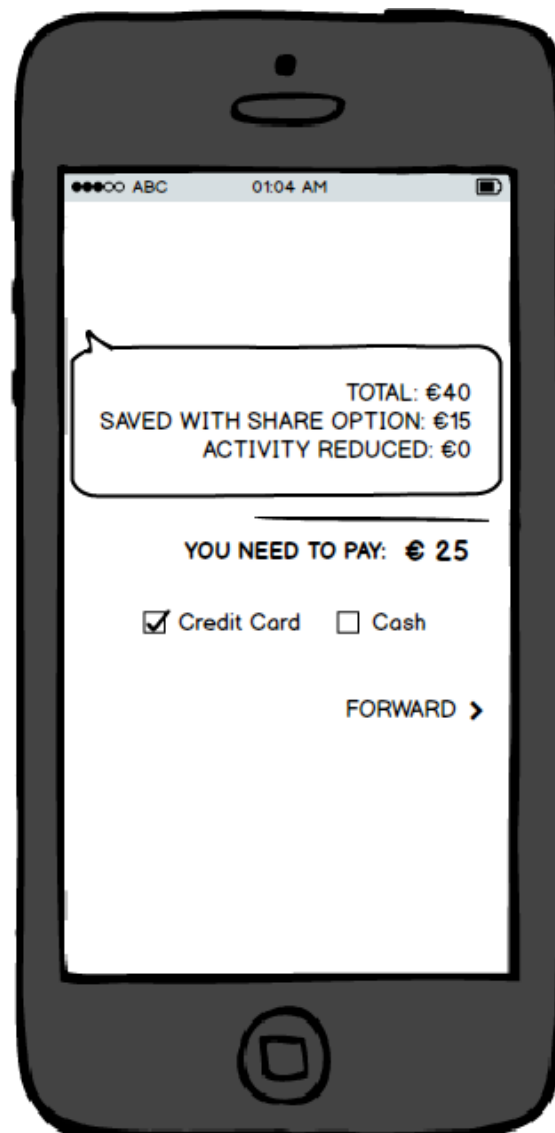 ABC 01:04 AM
TOTAL: €40
SAVED WITH SHARE OPTION: €15
ACTIVITY REDUCED: €0
YOU NEED TO PAY: € 25
Credit Card Cash
FORWARD >